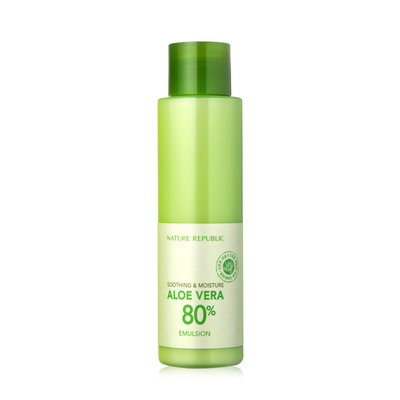 NATURE REPUBLIC
SOOTHING & MOISTURE
ALOE VERA
80%
EMULSION